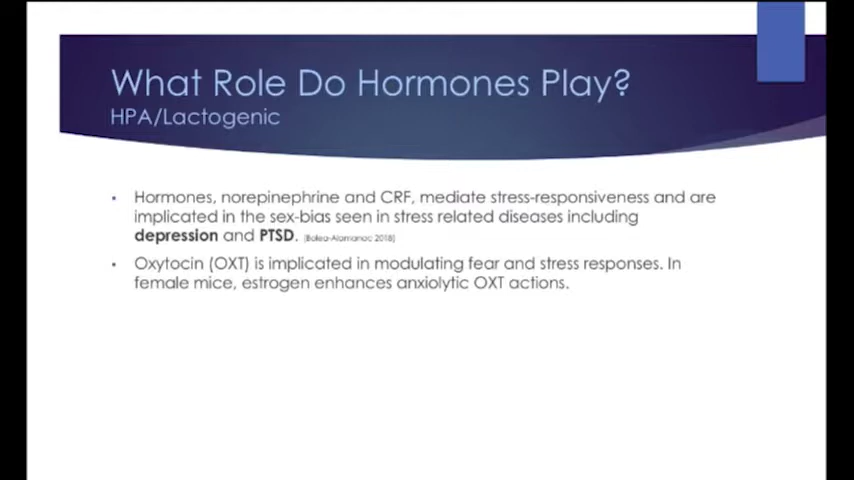 What Role Do Hormones Play?
HPA/Lactogenic
▪ Hormones, norepinephrine and CRF, mediate stress-responsiveness and are
implicated in the sex-bias seen in stress related diseases including
depression and PTSD. (Bolea-Alamanac 2018)
▪ Oxytocin (OXT) is implicated in modulating fear and stress responses. In
female mice, estrogen enhances anxiolytic OXT actions.